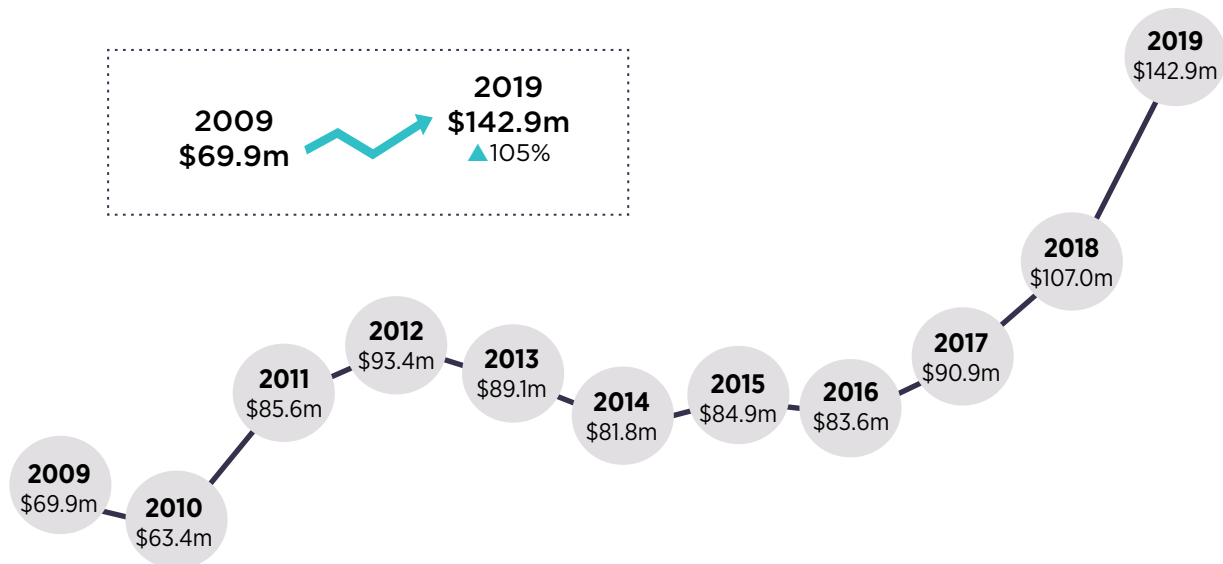 2009
$69.9m
2019
$142.9m
▲105%
2009
$69.9m
2010
$63.4m
2011
$85.6m
2012
$93.4m
2013
$89.1m
2014
$81.8m
2015
$84.9m
2016
$83.6m
2017
$90.9m
2018
$107.0m
2019
$142.9m